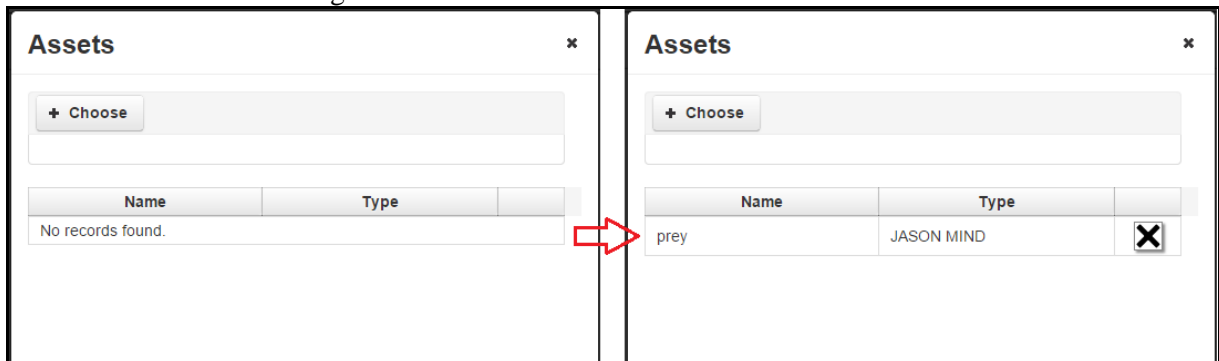 Assets ×
+ Choose
Name Type
No records found.
Assets ×
+ Choose
Name Type
prey JASON MIND